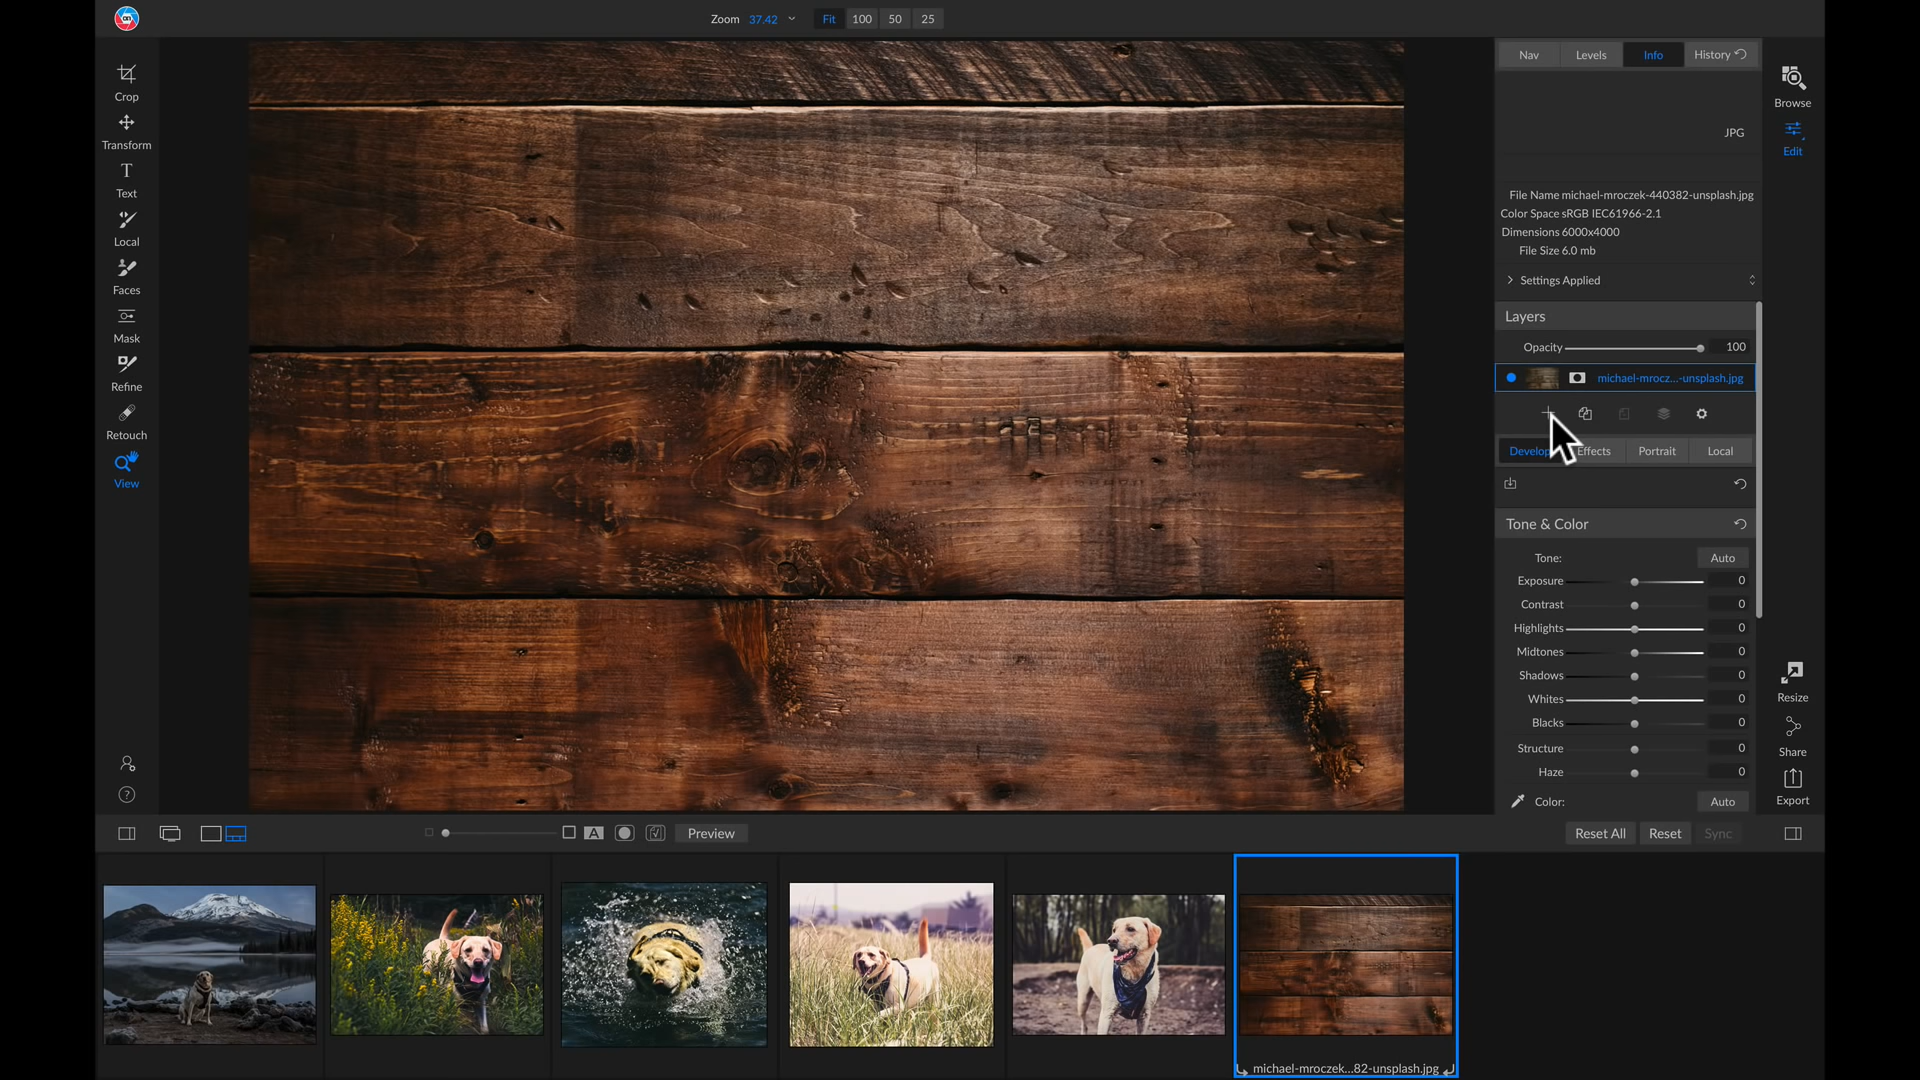 Zoom 37.42 Fit 100 50 25
Crop
Transform
Text
Local
Faces
Mask
Refine
Retouch
View
Nav Levels Info History
JPG
File Name michael-mroczek-440382-unsplash.jpg
Color Space sRGB IEC61966-2.1
Dimensions 6000x4000
File Size 6.0 mb
Settings Applied
Layers
Opacity 100
michael-mrocz...-unsplash.jpg
Develop Effects Portrait Local
Tone & Color
Tone: Auto
Exposure 0
Contrast 0
Highlights 0
Midtones 0
Shadows 0
Whites 0
Blacks 0
Structure 0
Haze 0
Color: Auto
Browse
Edit
Resize
Share
Export
A Preview
Reset All Reset Sync
michael-mroczek...82-unsplash.jpg